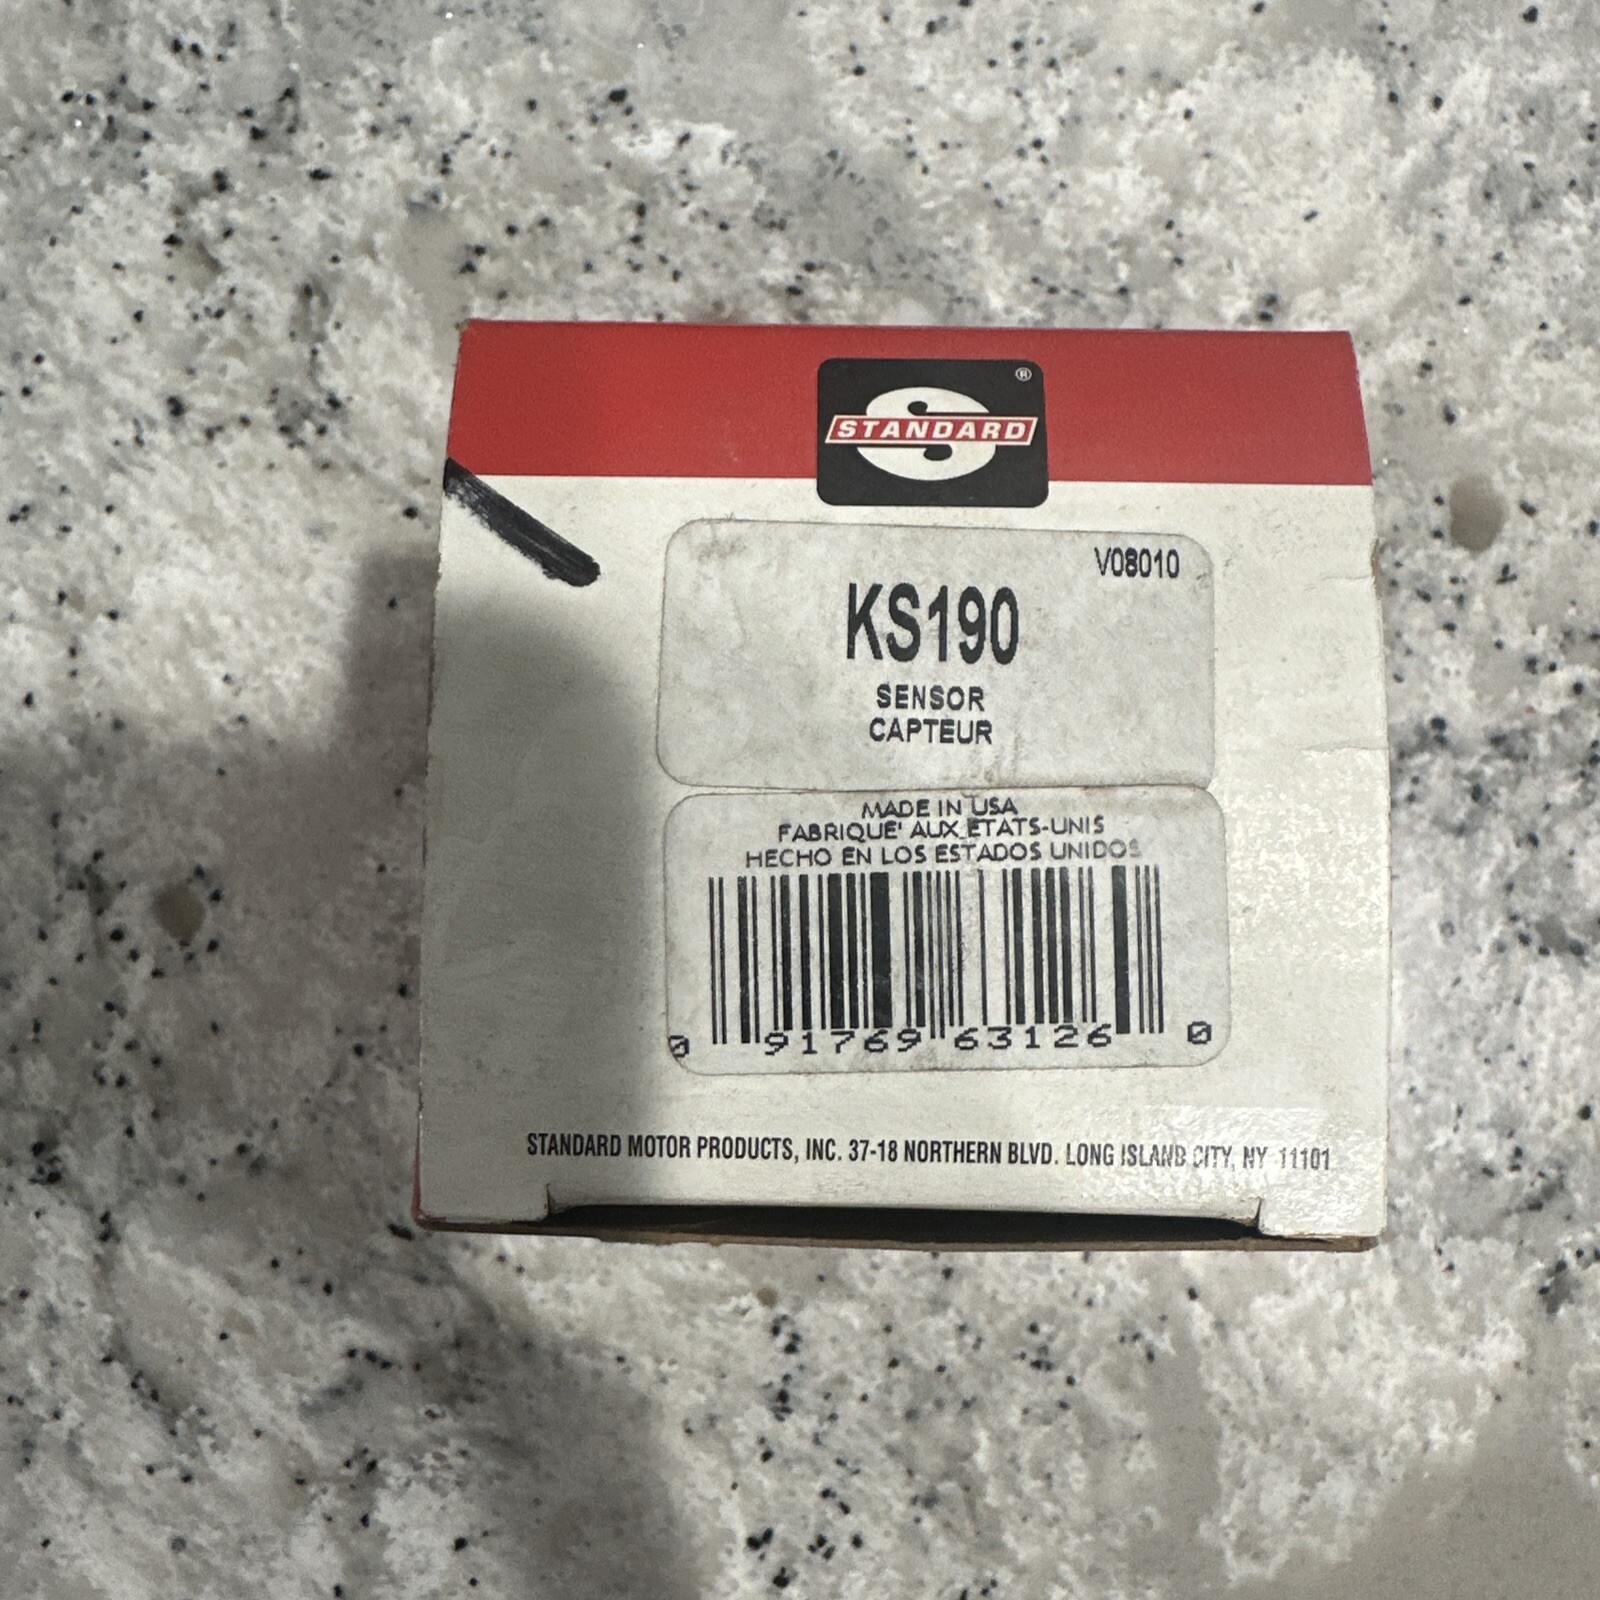 ®
STANDARD
V08010
KS190
SENSOR
CAPTEUR
MADE IN USA
FABRIQUE' AUX ETATS-UNIS
HECHO EN LOS ESTADOS UNIDOS
0 91769 63126 0
STANDARD MOTOR PRODUCTS, INC. 37-18 NORTHERN BLVD. LONG ISLAND CITY, NY 11101